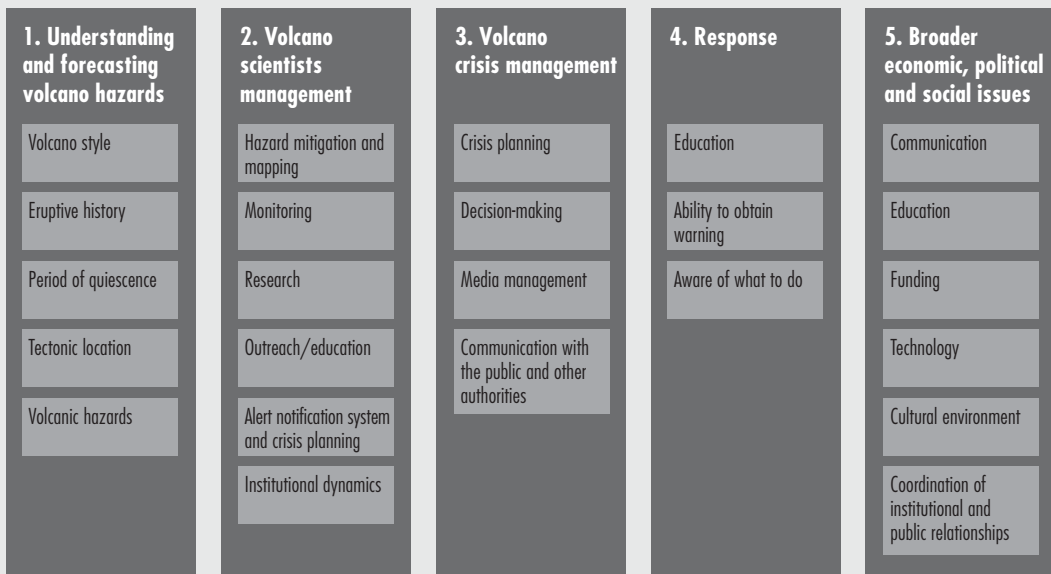 1. Understanding
and forecasting
volcano hazards
Volcano style
Eruptive history
Period of quiescence
Tectonic location
Volcanic hazards
2. Volcano
scientists
management
Hazard mitigation and
mapping
Monitoring
Research
Outreach/education
Alert notification system
and crisis planning
Institutional dynamics
3. Volcano
crisis management
Crisis planning
Decision-making
Media management
Communication with
the public and other
authorities
4. Response
Education
Ability to obtain
warning
Aware of what to do
5. Broader
economic, political
and social issues
Communication
Education
Funding
Technology
Cultural environment
Coordination of
institutional and
public relationships